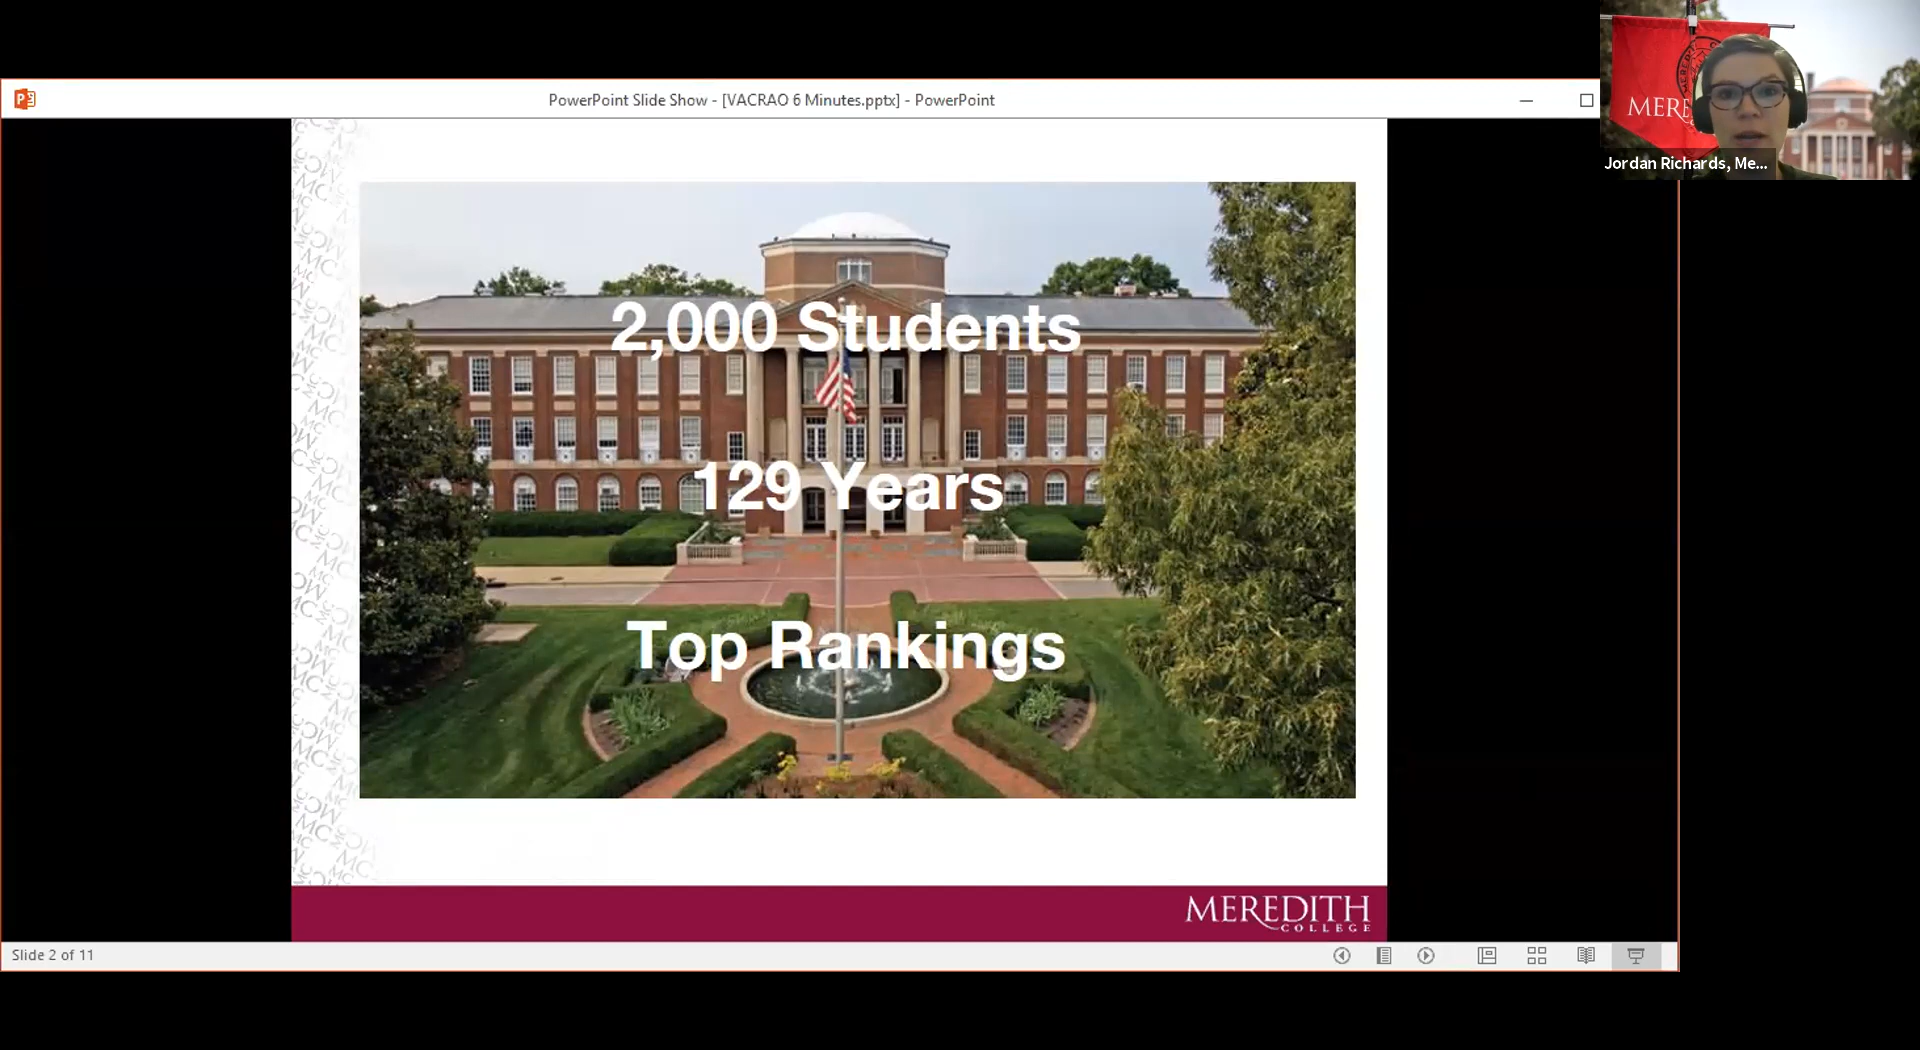 PowerPoint Slide Show - [VACRAO 6 Minutes.pptx] - PowerPoint
MERE
Jordan Richards, Me...
2,000 Students
129 Years
Top Rankings
MEREDITH
COLLEGE
Slide 2 of 11